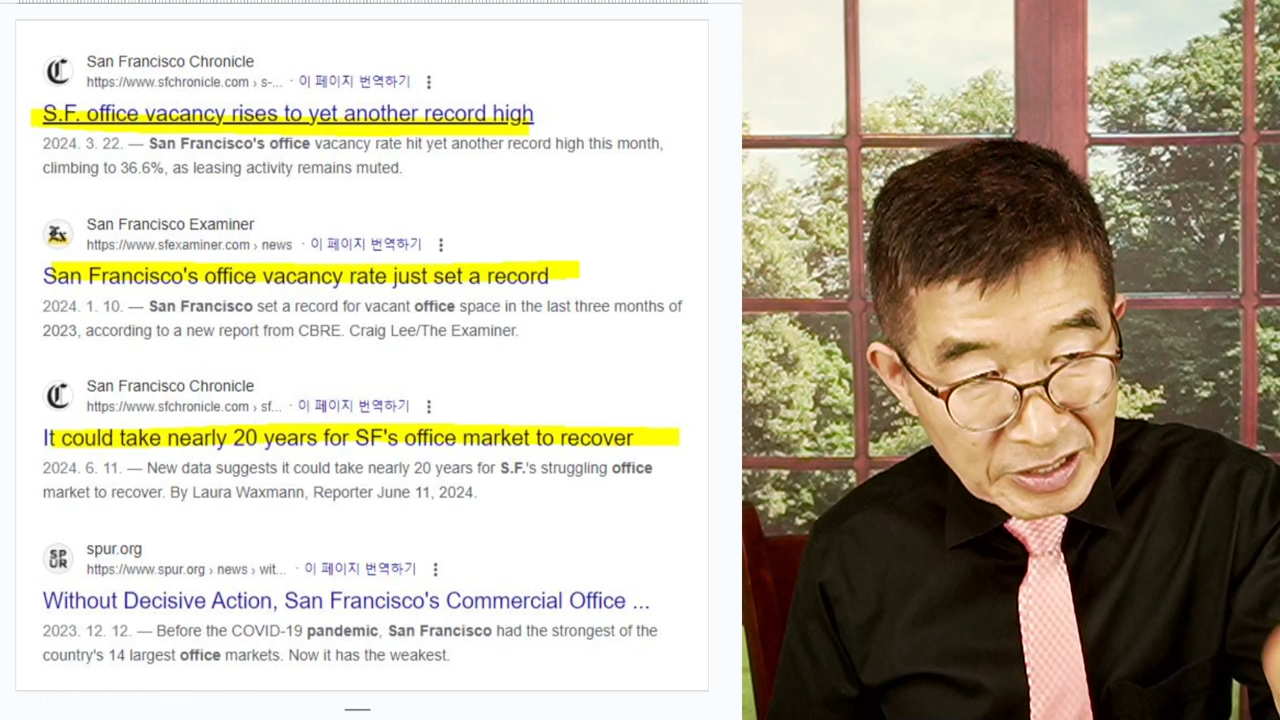 San Francisco Chronicle
https://www.sfchronicle.com › s-... · 이 페이지 번역하기
S.F. office vacancy rises to yet another record high
2024. 3. 22. — San Francisco's office vacancy rate hit yet another record high this month,
climbing to 36.6%, as leasing activity remains muted.
San Francisco Examiner
https://www.sfexaminer.com › news · 이 페이지 번역하기
San Francisco's office vacancy rate just set a record
2024. 1. 10. — San Francisco set a record for vacant office space in the last three months of
2023, according to a new report from CBRE. Craig Lee/The Examiner.
San Francisco Chronicle
https://www.sfchronicle.com › sf... · 이 페이지 번역하기
It could take nearly 20 years for SF's office market to recover
2024. 6. 11. — New data suggests it could take nearly 20 years for S.F.'s struggling office
market to recover. By Laura Waxmann, Reporter June 11, 2024.
SP
UR
spur.org
https://www.spur.org › news › wit... · 이 페이지 번역하기
Without Decisive Action, San Francisco's Commercial Office ...
2023. 12. 12. — Before the COVID-19 pandemic, San Francisco had the strongest of the
country's 14 largest office markets. Now it has the weakest.